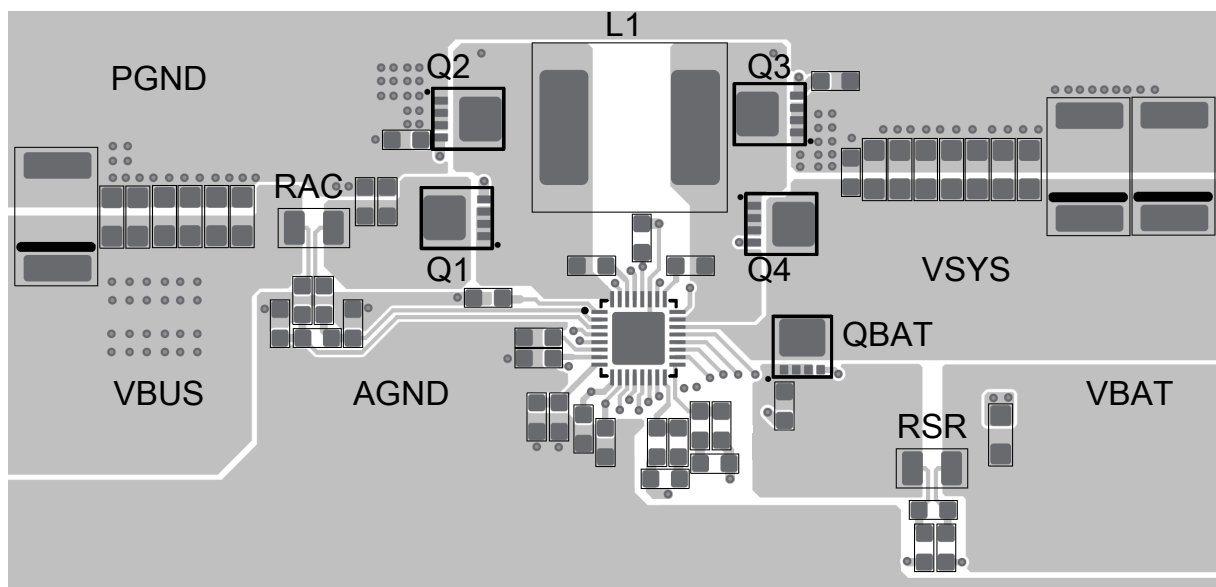 L1
Q2
Q3
PGND
RAC
Q1
Q4
VSYS
QBAT
VBUS
AGND
VBAT
RSR